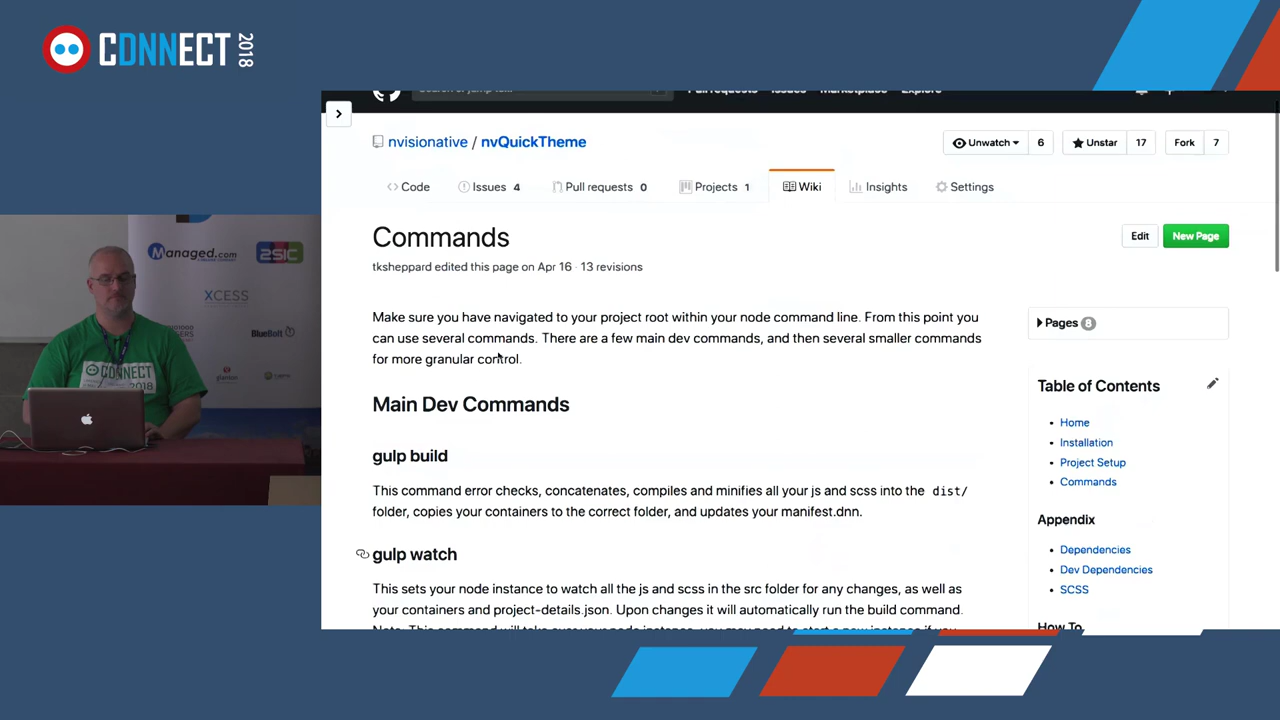 CDNNECT 2018
nvisionative / nvQuickTheme
Unwatch 6
Unstar 17
Fork 7
Code
Issues 4
Pull requests 0
Projects 1
Wiki
Insights
Settings
Commands
Edit
New Page
tksheppard edited this page on Apr 16 · 13 revisions
Make sure you have navigated to your project root within your node command line. From this point you
can use several commands. There are a few main dev commands, and then several smaller commands
for more granular control.
Pages 8
Main Dev Commands
gulp build
This command error checks, concatenates, compiles and minifies all your js and scss into the dist/
folder, copies your containers to the correct folder, and updates your manifest.dnn.
gulp watch
This sets your node instance to watch all the js and scss in the src folder for any changes, as well as
your containers and project-details.json. Upon changes it will automatically run the build command.
Table of Contents
Home
Installation
Project Setup
Commands
Appendix
Dependencies
Dev Dependencies
SCSS
How To
Managed.com
2SIC
XCESS
BlueBolt
CONNECT
2018